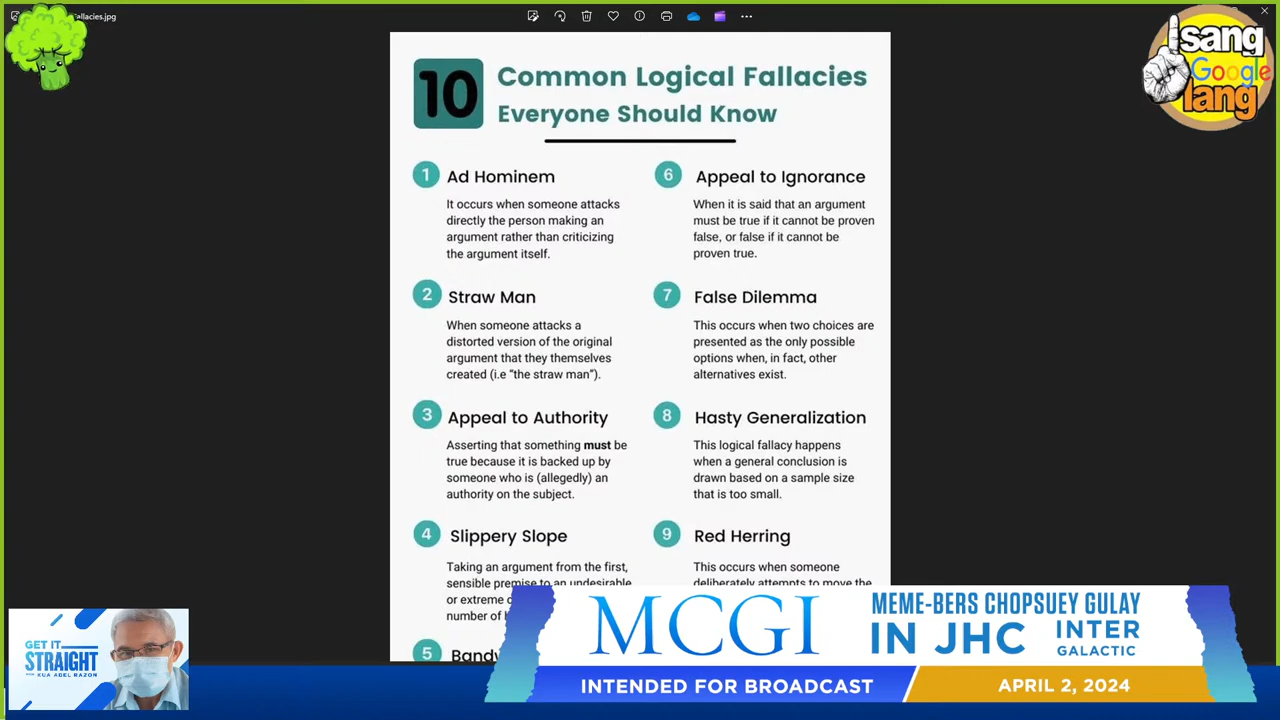 allacies.jpg
isang
Google
lang
10
Common Logical Fallacies
Everyone Should Know
1
Ad Hominem
It occurs when someone attacks
directly the person making an
argument rather than criticizing
the argument itself.
2
Straw Man
When someone attacks a
distorted version of the original
argument that they themselves
created (i.e “the straw man”).
3
Appeal to Authority
Asserting that something must be
true because it is backed up by
someone who is (allegedly) an
authority on the subject.
4
Slippery Slope
Taking an argument from the first,
sensible premise to an undesirable
or extreme
number of
5
Bandw
6
Appeal to Ignorance
When it is said that an argument
must be true if it cannot be proven
false, or false if it cannot be
proven true.
7
False Dilemma
This occurs when two choices are
presented as the only possible
options when, in fact, other
alternatives exist.
8
Hasty Generalization
This logical fallacy happens
when a general conclusion is
drawn based on a sample size
that is too small.
9
Red Herring
This occurs when someone
deliberately attempts to move the
GET IT
STRAIGHT
WITH KUA ADEL RAZON
MCGI
MEME-BERS CHOPSUEY GULAY
IN JHC
INTER
GALACTIC
INTENDED FOR BROADCAST
APRIL 2, 2024